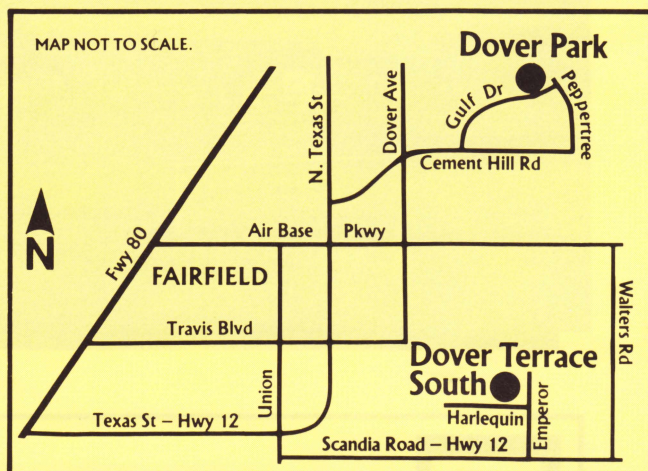 MAP NOT TO SCALE.
Dover Park
N. Texas St
Dover Ave
Gulf Dr
Peppertree
Cement Hill Rd
N
Fwy 80
Air Base Pkwy
FAIRFIELD
Walters Rd
Travis Blvd
Dover Terrace
South
Union
Emperor
Texas St – Hwy 12
Harlequin
Scandia Road – Hwy 12